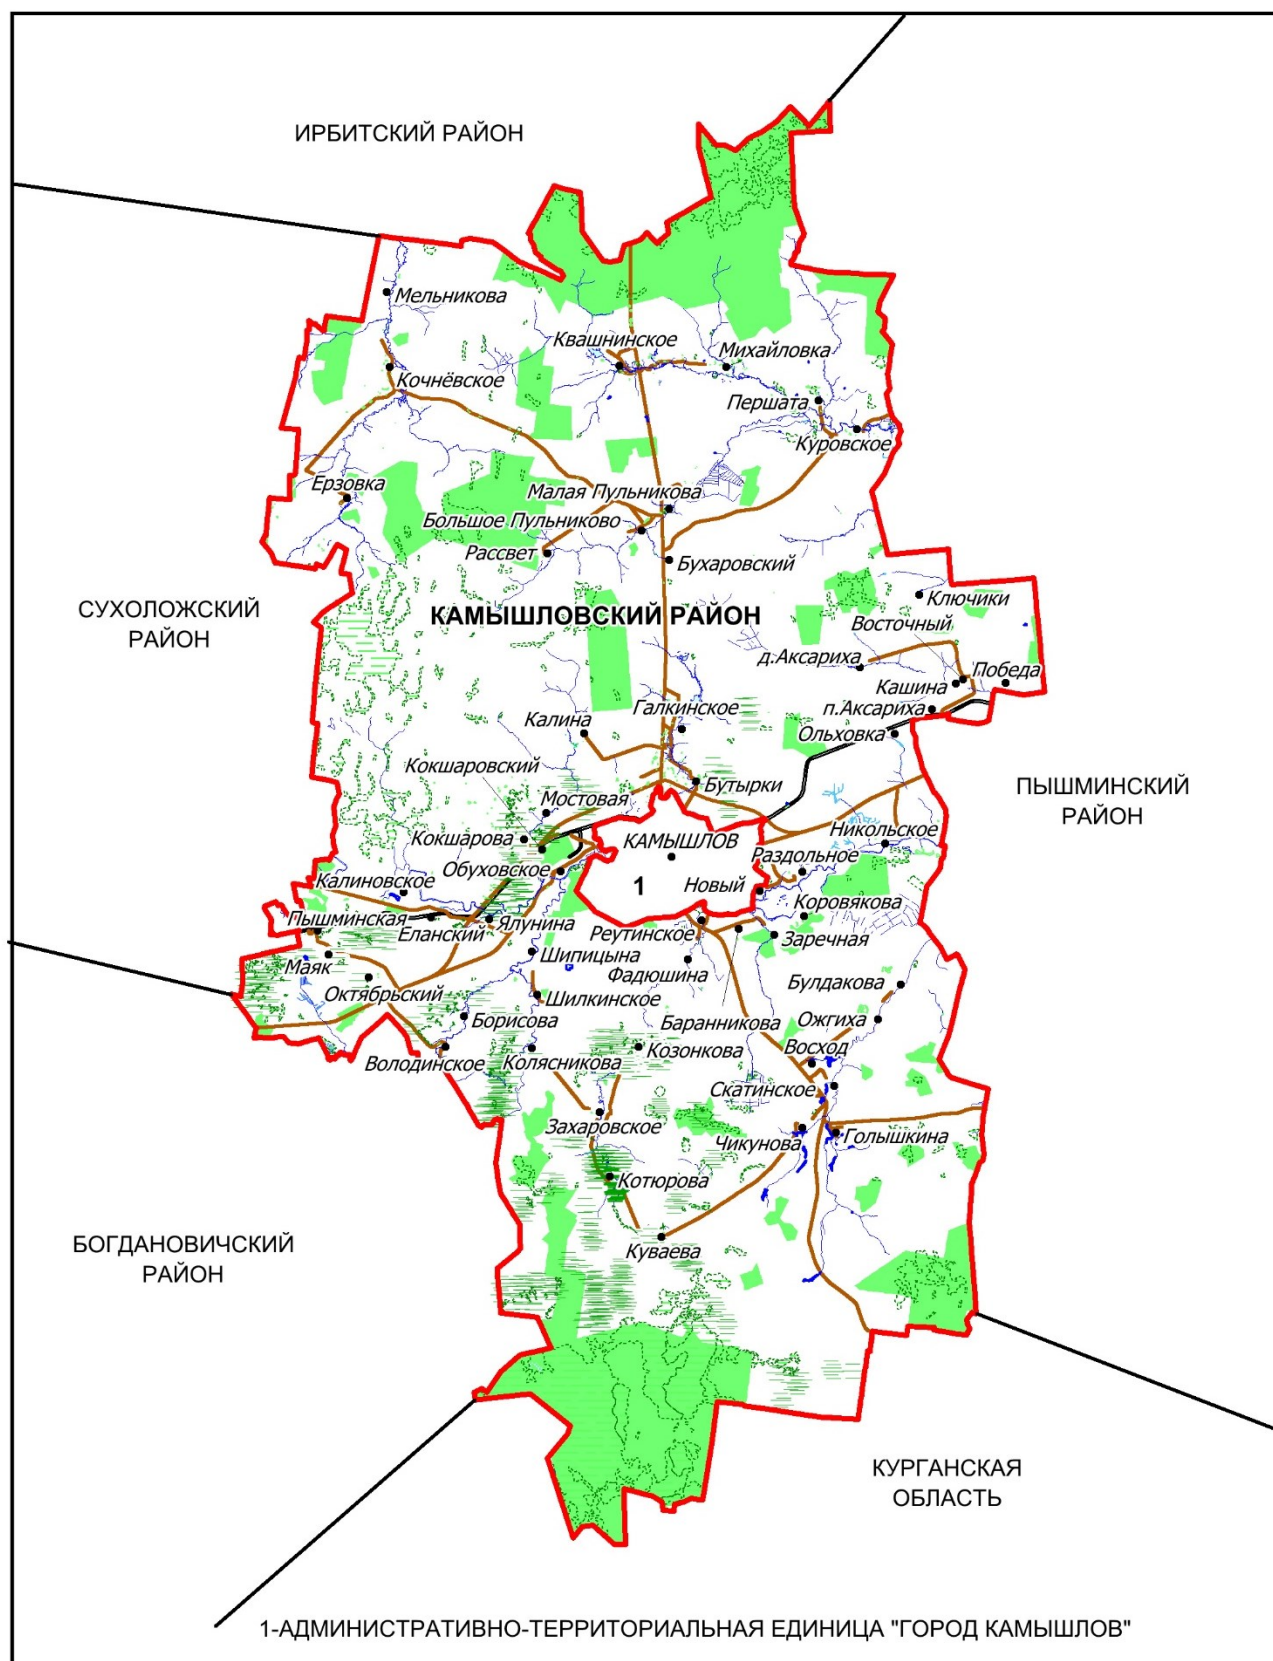 ИРБИТСКИЙ РАЙОН
Мельникова
Квашнинское
Михайловка
Кочнёвское
Першата
Куровское
Ерзовка
Малая Пульникова
Большое Пульниково
Рассвет
Бухаровский
СУХОЛОЖСКИЙ
РАЙОН
КАМЫШЛОВСКИЙ РАЙОН
Ключики
Восточный
д.Аксариха
Победа
Кашина
п.Аксариха
Галкинское
Калина
Ольховка
Кокшаровский
Бутырки
ПЫШМИНСКИЙ
РАЙОН
Мостовая
Никольское
Кокшарова
КАМЫШЛОВ
Раздольное
Обуховское
1
Новый
Калиновское
Коровякова
Пышминская
Ялунина
Реутинское
Еланский
Заречная
Шипицына
Фадюшина
Маяк
Октябрьский
Булдакова
Шилкинское
Борисова
Баранникова
Ожгиха
Восход
Володинское
Колясникова
Козонкова
Скатинское
Захаровское
Чикунова
Голышкина
Котюрова
Куваева
БОГДАНОВИЧСКИЙ
РАЙОН
КУРГАНСКАЯ
ОБЛАСТЬ
1-АДМИНИСТРАТИВНО-ТЕРРИТОРИАЛЬНАЯ ЕДИНИЦА "ГОРОД КАМЫШЛОВ"